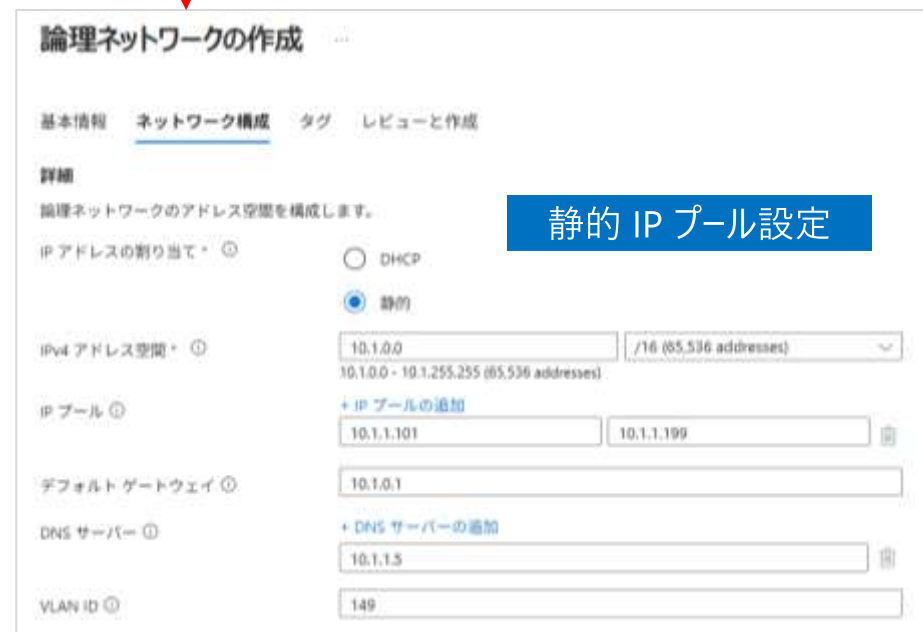 論理ネットワークの作成 ...
基本情報 ネットワーク構成 タグ レビューと作成
詳細
論理ネットワークのアドレス空間を構成します。
静的 IP プール設定
IP アドレスの割り当て * ⓘ
DHCP
静的
IPv4 アドレス空間 * ⓘ 10.1.0.0 /16 (65,536 addresses)
10.1.0.0 - 10.1.255.255 (65,536 addresses)
IP プール ⓘ + IP プールの追加
10.1.1.101 10.1.1.199
デフォルト ゲートウェイ ⓘ 10.1.0.1
DNS サーバー ⓘ + DNS サーバーの追加
10.1.1.5
VLAN ID ⓘ 149